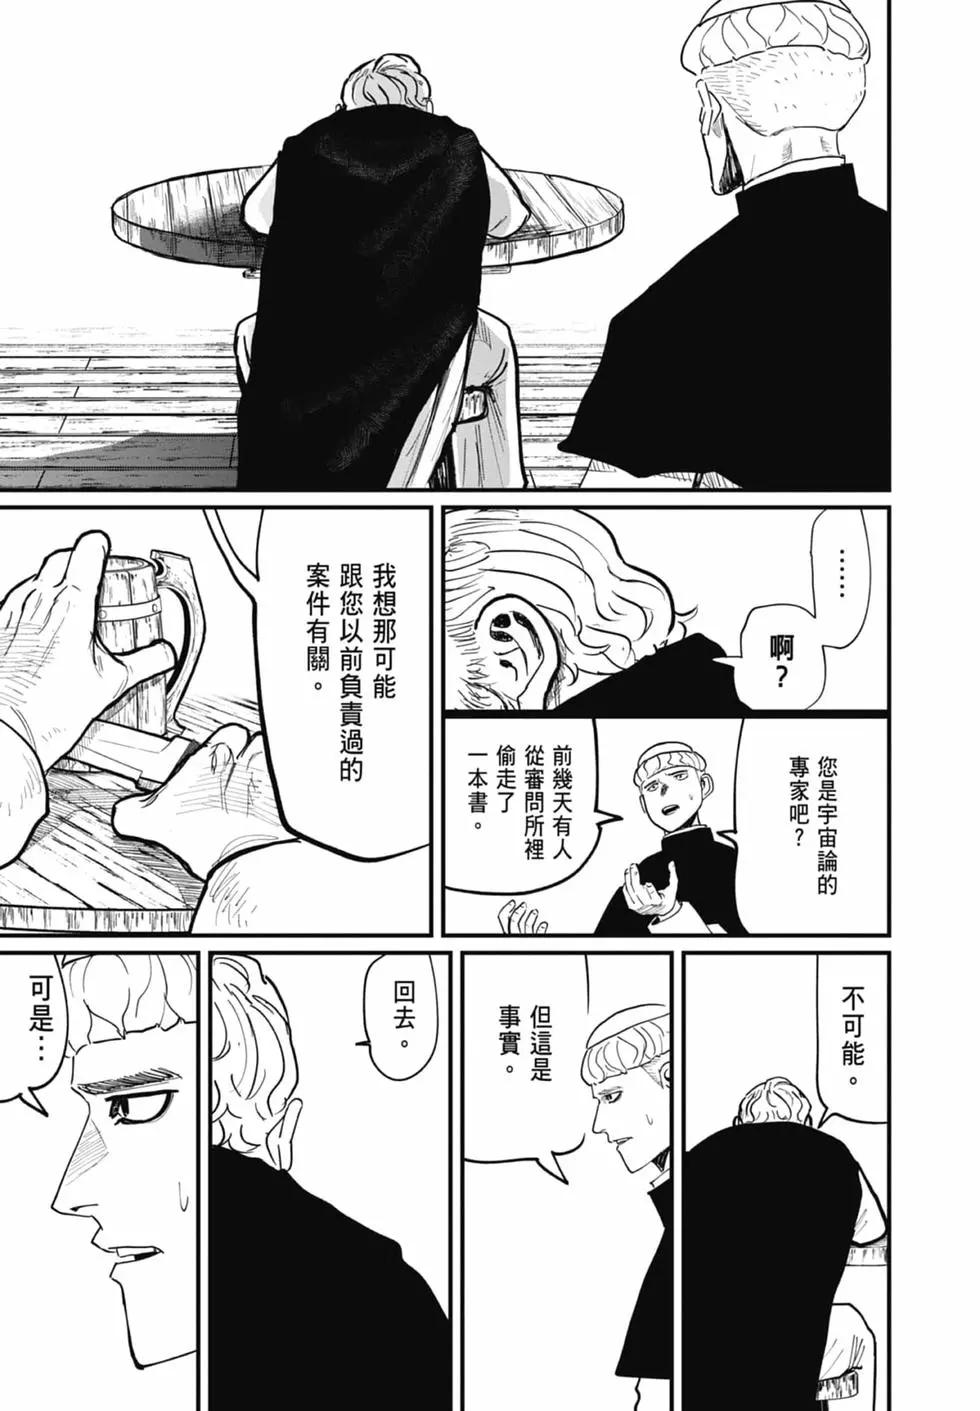 ……
啊？
您是宇宙論的
專家吧？
前幾天有人
從審問所裡
偷走了
一本書。
我想那可能
跟您以前負責過的
案件有關。
不可能。
但這是
事實。
回去。
可是…